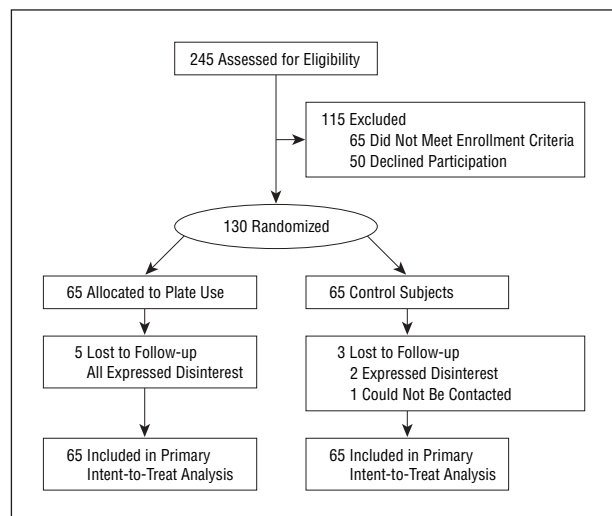 245 Assessed for Eligibility
115 Excluded
65 Did Not Meet Enrollment Criteria
50 Declined Participation
130 Randomized
65 Allocated to Plate Use
65 Control Subjects
5 Lost to Follow-up
All Expressed Disinterest
3 Lost to Follow-up
2 Expressed Disinterest
1 Could Not Be Contacted
65 Included in Primary
Intent-to-Treat Analysis
65 Included in Primary
Intent-to-Treat Analysis